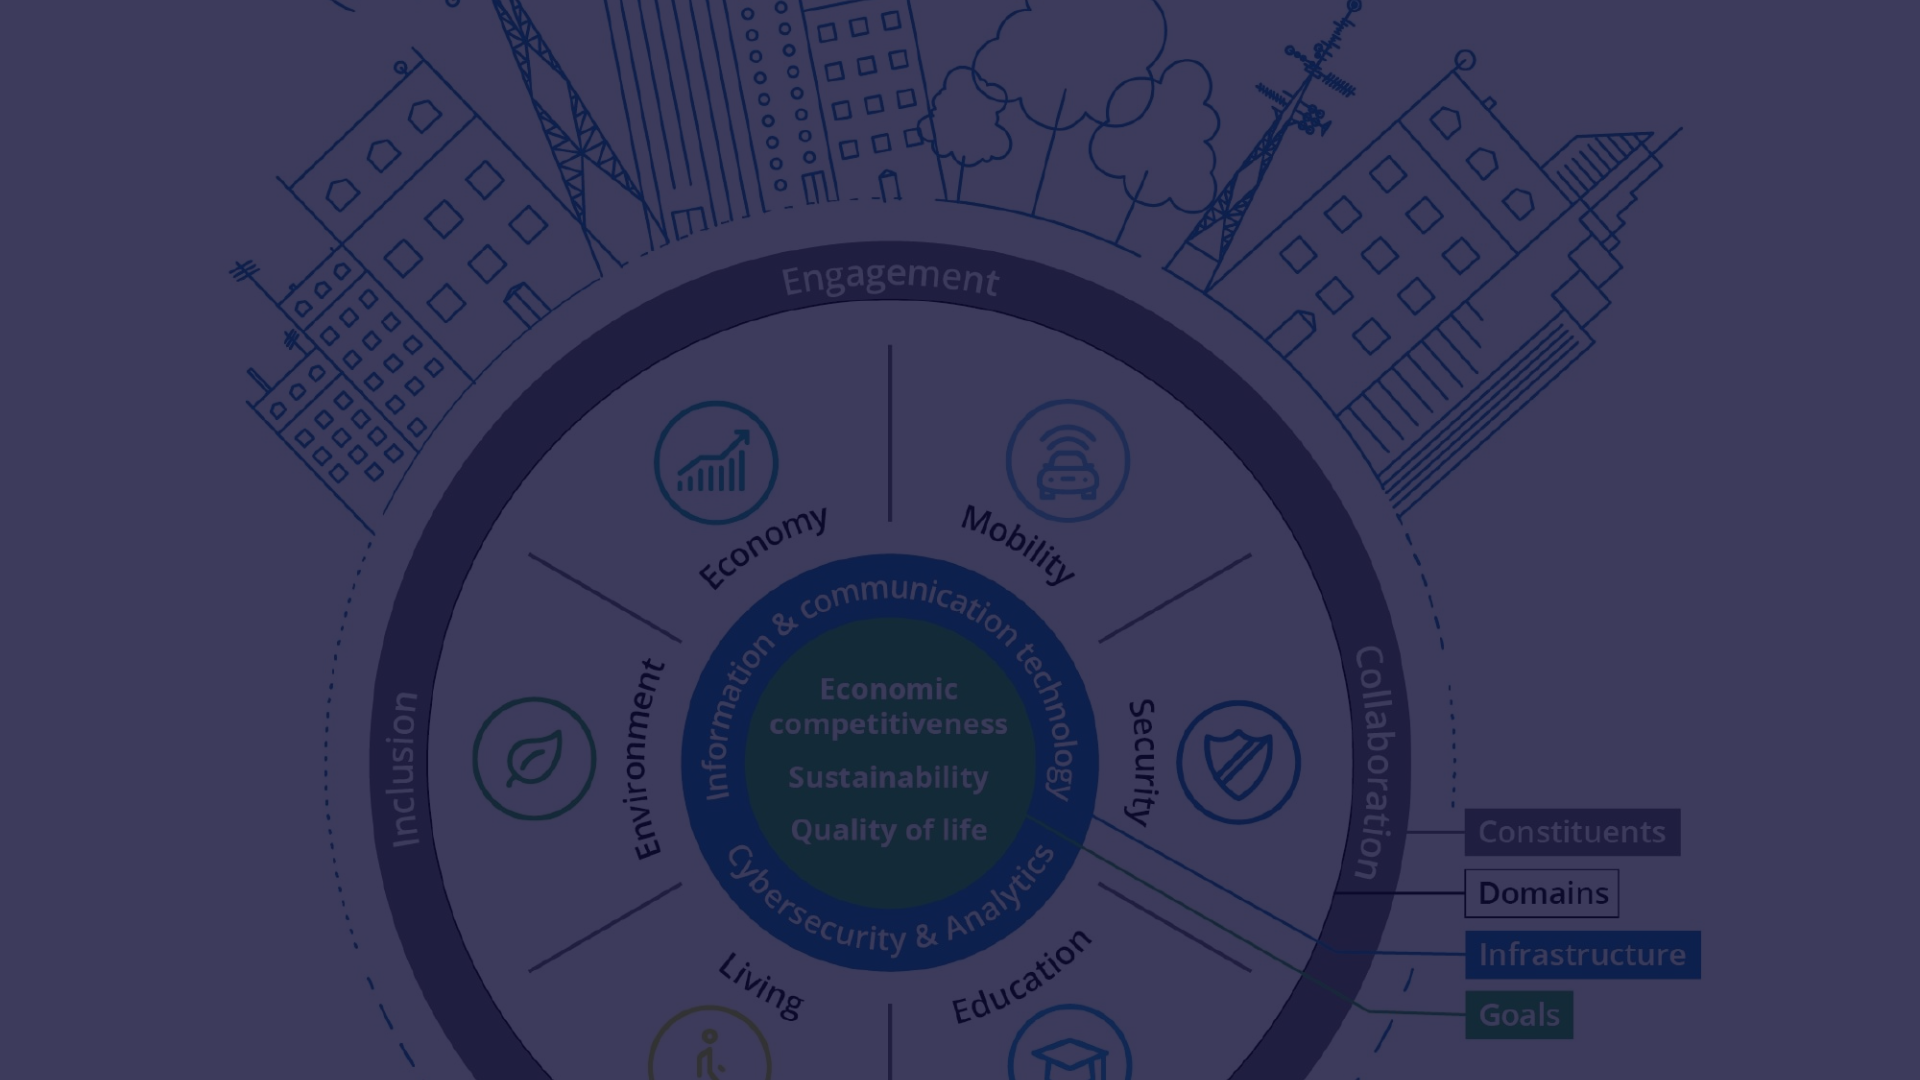 Engagement
Economy
Mobility
Information & communication technology
Inclusion
Environment
Economic
competitiveness
Sustainability
Quality of life
Security
Collaboration
Cybersecurity & Analytics
Living
Education
Constituents
Domains
Infrastructure
Goals